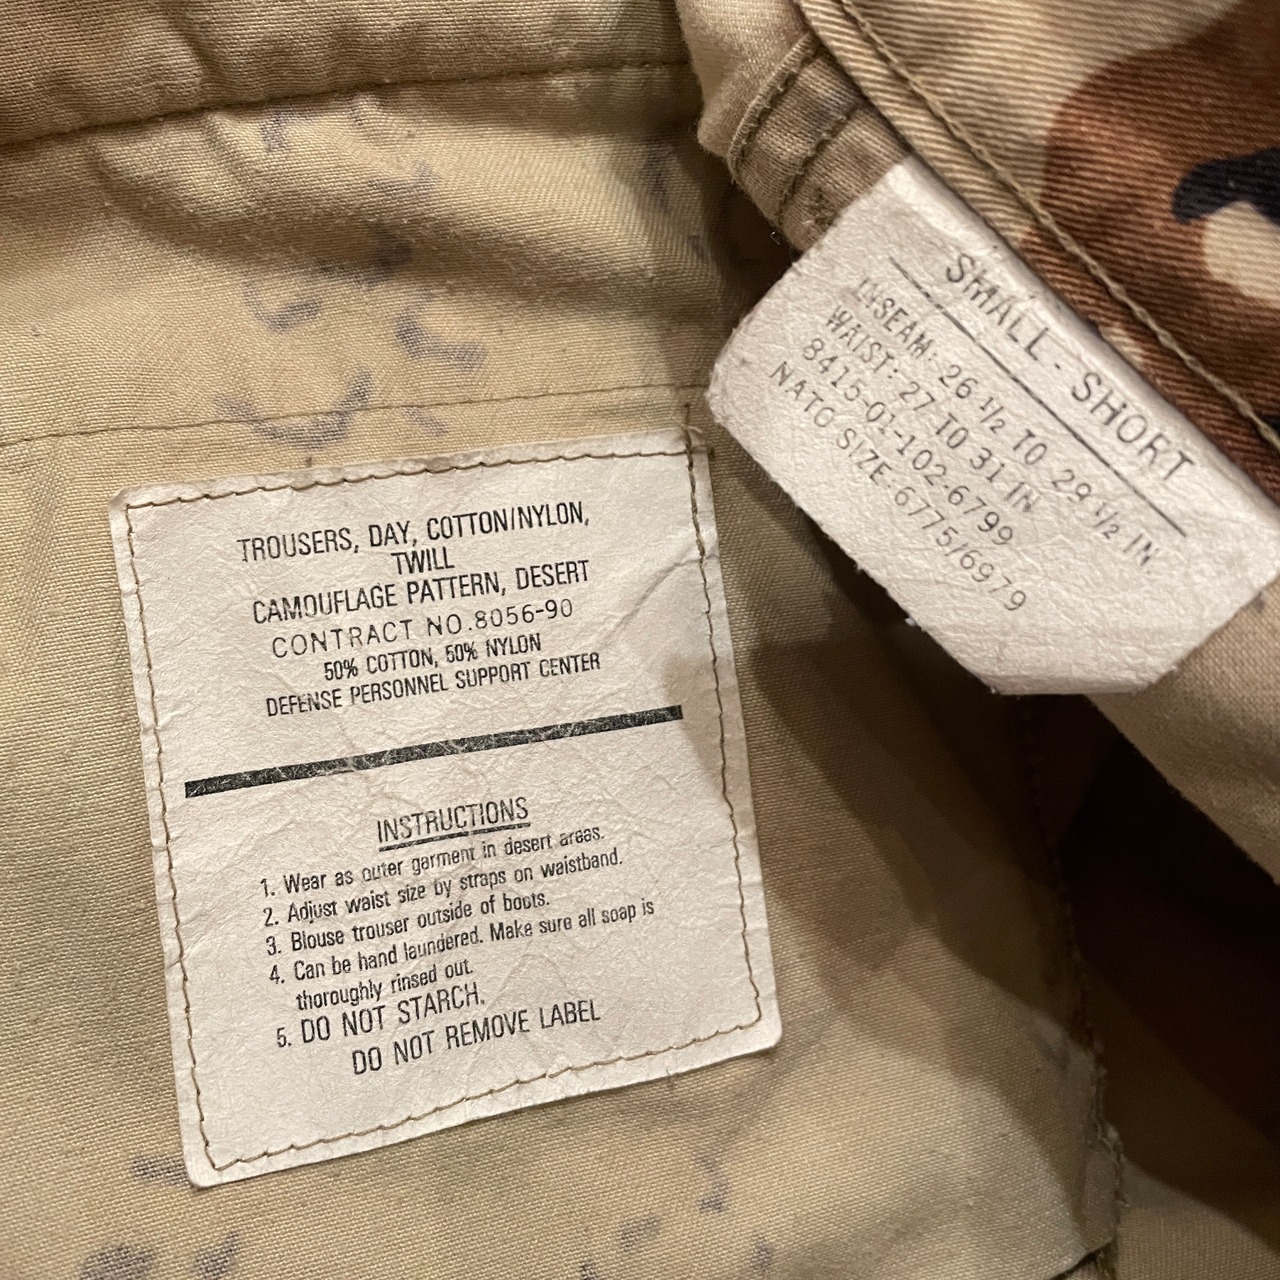 TROUSERS, DAY, COTTON/NYLON,
TWILL
CAMOUFLAGE PATTERN, DESERT
CONTRACT NO.8056-90
50% COTTON, 50% NYLON
DEFENSE PERSONNEL SUPPORT CENTER
INSTRUCTIONS
1. Wear as outer garment in desert areas.
2. Adjust waist size by straps on waistband.
3. Blouse trouser outside of boots.
4. Can be hand laundered. Make sure all soap is
thoroughly rinsed out.
5. DO NOT STARCH.
DO NOT REMOVE LABEL
SMALL - SHORT
INSEAM: 26 1/2 TO 29 1/2 IN.
WAIST: 27 TO 31 IN
8415-01-102-6799
NATO SIZE: 6775/6979